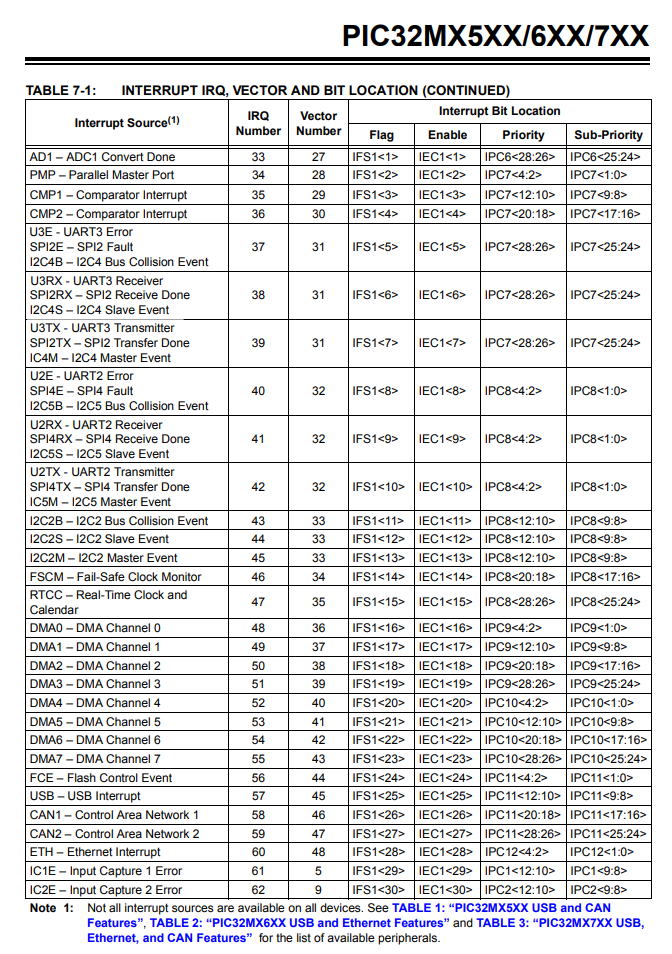 PIC32MX5XX/6XX/7XX
TABLE 7-1: INTERRUPT IRQ, VECTOR AND BIT LOCATION (CONTINUED)
Interrupt Source(1) IRQ Number Vector Number Interrupt Bit Location
Flag Enable Priority Sub-Priority
AD1 – ADC1 Convert Done 33 27 IFS1<1> IEC1<1> IPC6<28:26> IPC6<25:24>
PMP – Parallel Master Port 34 28 IFS1<2> IEC1<2> IPC7<4:2> IPC7<1:0>
CMP1 – Comparator Interrupt 35 29 IFS1<3> IEC1<3> IPC7<12:10> IPC7<9:8>
CMP2 – Comparator Interrupt 36 30 IFS1<4> IEC1<4> IPC7<20:18> IPC7<17:16>
U3E - UART3 Error
SPI2E – SPI2 Fault
I2C4B – I2C4 Bus Collision Event
37 31 IFS1<5> IEC1<5> IPC7<28:26> IPC7<25:24>
U3RX - UART3 Receiver
SPI2RX – SPI2 Receive Done
I2C4S – I2C4 Slave Event
38 31 IFS1<6> IEC1<6> IPC7<28:26> IPC7<25:24>
U3TX - UART3 Transmitter
SPI2TX – SPI2 Transfer Done
IC4M – I2C4 Master Event
39 31 IFS1<7> IEC1<7> IPC7<28:26> IPC7<25:24>
U2E - UART2 Error
SPI4E – SPI4 Fault
I2C5B – I2C5 Bus Collision Event
40 32 IFS1<8> IEC1<8> IPC8<4:2> IPC8<1:0>
U2RX - UART2 Receiver
SPI4RX – SPI4 Receive Done
I2C5S – I2C5 Slave Event
41 32 IFS1<9> IEC1<9> IPC8<4:2> IPC8<1:0>
U2TX - UART2 Transmitter
SPI4TX – SPI4 Transfer Done
IC5M – I2C5 Master Event
42 32 IFS1<10> IEC1<10> IPC8<4:2> IPC8<1:0>
I2C2B – I2C2 Bus Collision Event 43 33 IFS1<11> IEC1<11> IPC8<12:10> IPC8<9:8>
I2C2S – I2C2 Slave Event 44 33 IFS1<12> IEC1<12> IPC8<12:10> IPC8<9:8>
I2C2M – I2C2 Master Event 45 33 IFS1<13> IEC1<13> IPC8<12:10> IPC8<9:8>
FSCM – Fail-Safe Clock Monitor 46 34 IFS1<14> IEC1<14> IPC8<20:18> IPC8<17:16>
RTCC – Real-Time Clock and
Calendar
47 35 IFS1<15> IEC1<15> IPC8<28:26> IPC8<25:24>
DMA0 – DMA Channel 0 48 36 IFS1<16> IEC1<16> IPC9<4:2> IPC9<1:0>
DMA1 – DMA Channel 1 49 37 IFS1<17> IEC1<17> IPC9<12:10> IPC9<9:8>
DMA2 – DMA Channel 2 50 38 IFS1<18> IEC1<18> IPC9<20:18> IPC9<17:16>
DMA3 – DMA Channel 3 51 39 IFS1<19> IEC1<19> IPC9<28:26> IPC9<25:24>
DMA4 – DMA Channel 4 52 40 IFS1<20> IEC1<20> IPC10<4:2> IPC10<1:0>
DMA5 – DMA Channel 5 53 41 IFS1<21> IEC1<21> IPC10<12:10> IPC10<9:8>
DMA6 – DMA Channel 6 54 42 IFS1<22> IEC1<22> IPC10<20:18> IPC10<17:16>
DMA7 – DMA Channel 7 55 43 IFS1<23> IEC1<23> IPC10<28:26> IPC10<25:24>
FCE – Flash Control Event 56 44 IFS1<24> IEC1<24> IPC11<4:2> IPC11<1:0>
USB – USB Interrupt 57 45 IFS1<25> IEC1<25> IPC11<12:10> IPC11<9:8>
CAN1 – Control Area Network 1 58 46 IFS1<26> IEC1<26> IPC11<20:18> IPC11<17:16>
CAN2 – Control Area Network 2 59 47 IFS1<27> IEC1<27> IPC11<28:26> IPC11<25:24>
ETH – Ethernet Interrupt 60 48 IFS1<28> IEC1<28> IPC12<4:2> IPC12<1:0>
IC1E – Input Capture 1 Error 61 5 IFS1<29> IEC1<29> IPC1<12:10> IPC1<9:8>
IC2E – Input Capture 2 Error 62 9 IFS1<30> IEC1<30> IPC2<12:10> IPC2<9:8>
Note 1: Not all interrupt sources are available on all devices. See TABLE 1: “PIC32MX5XX USB and CAN
Features”, TABLE 2: “PIC32MX6XX USB and Ethernet Features” and TABLE 3: “PIC32MX7XX USB,
Ethernet, and CAN Features” for the list of available peripherals.